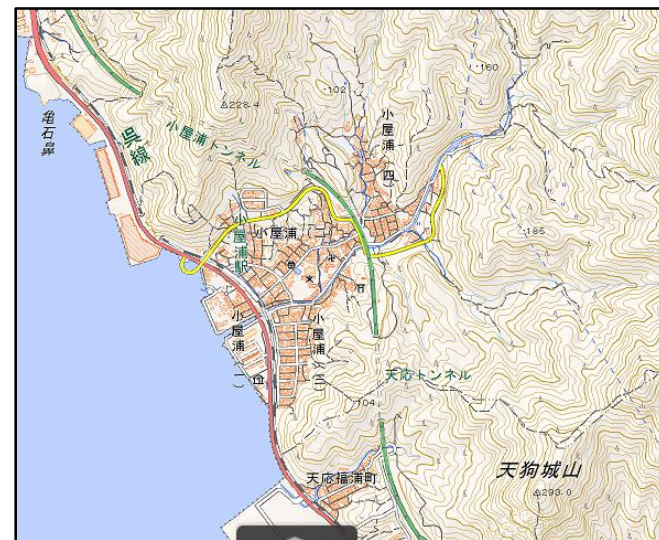 亀石鼻
呉線
小屋浦トンネル
228.4
102
160
小屋浦(四)
小屋浦駅
小屋浦(二)
186
小屋浦(一)
小屋浦(三)
天応トンネル
104
天応福浦町
天狗城山
293.0